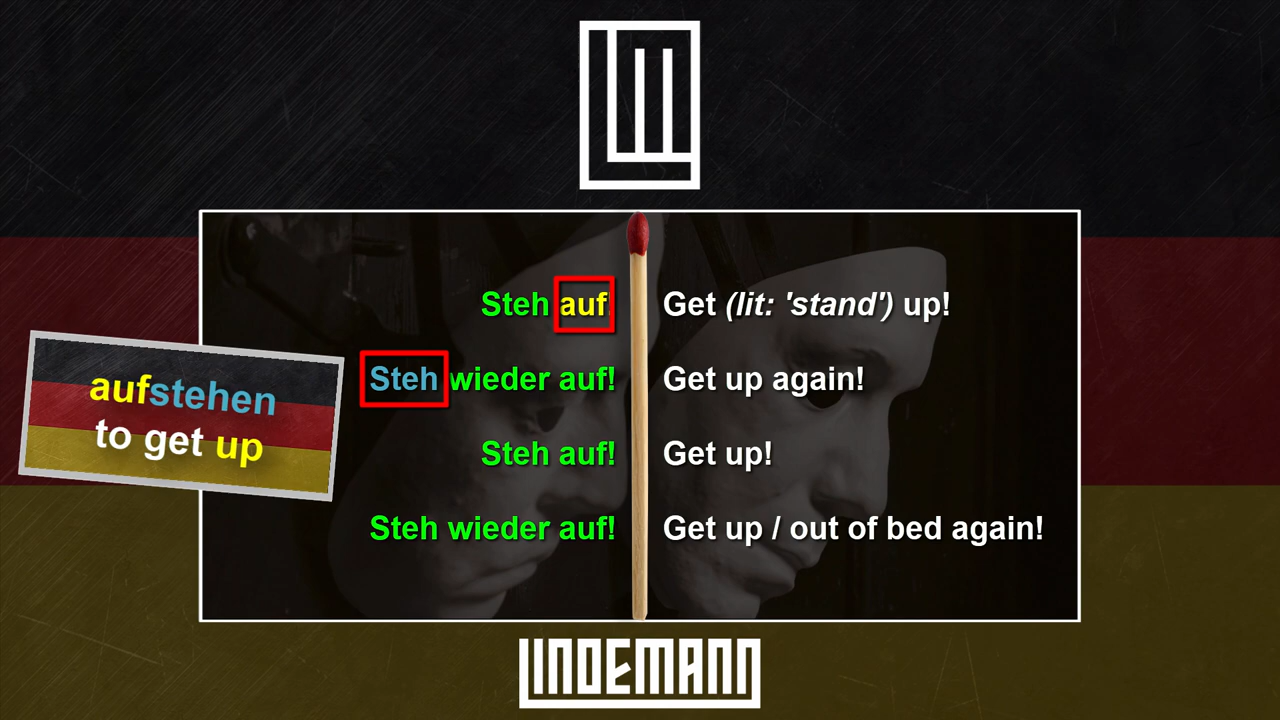 Steh auf!
Get (lit: 'stand') up!
Steh wieder auf!
Get up again!
Steh auf!
Get up!
Steh wieder auf!
Get up / out of bed again!
aufstehen
to get up
LINDEMANN